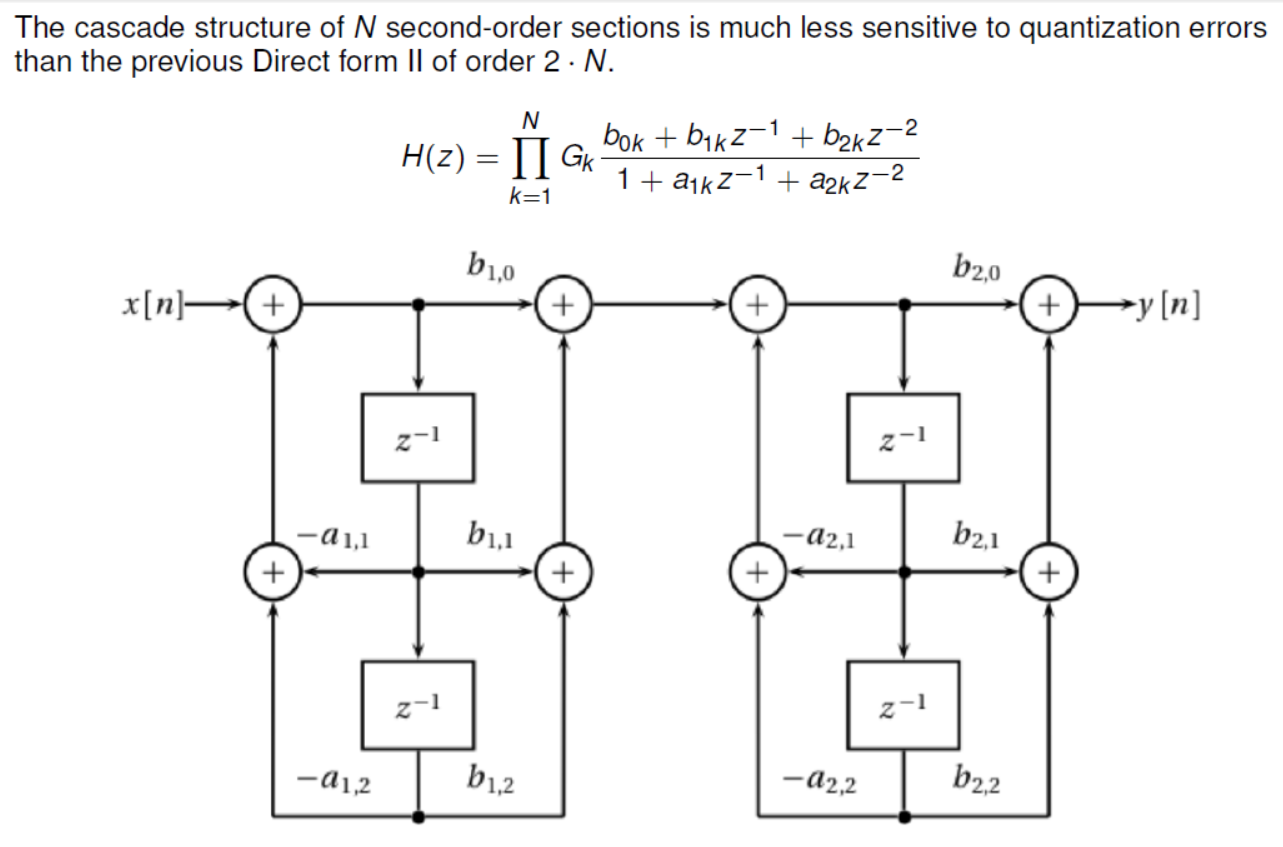 The cascade structure of N second-order sections is much less sensitive to quantization errors
than the previous Direct form II of order 2 · N.
H(z) = ∏_{k=1}^{N} G_k \frac{b_{0k} + b_{1k}z^{-1} + b_{2k}z^{-2}}{1 + a_{1k}z^{-1} + a_{2k}z^{-2}}
b_{1,0} b_{2,0}
x[n] + + + + y[n]
z^{-1} z^{-1}
-a_{1,1} b_{1,1} -a_{2,1} b_{2,1}
+ + + +
z^{-1} z^{-1}
-a_{1,2} b_{1,2} -a_{2,2} b_{2,2}